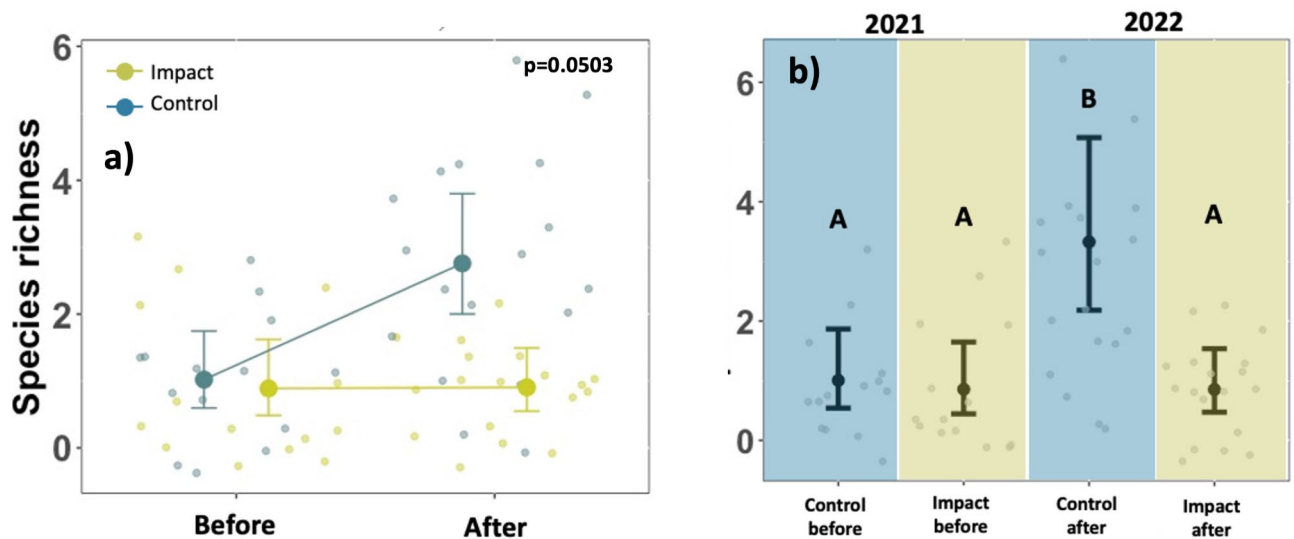 6
4
2
0
Species richness
Impact
Control
a)
p=0.0503
Before
After
2021
2022
b)
6
4
2
0
A
A
B
A
Control
before
Impact
before
Control
after
Impact
after